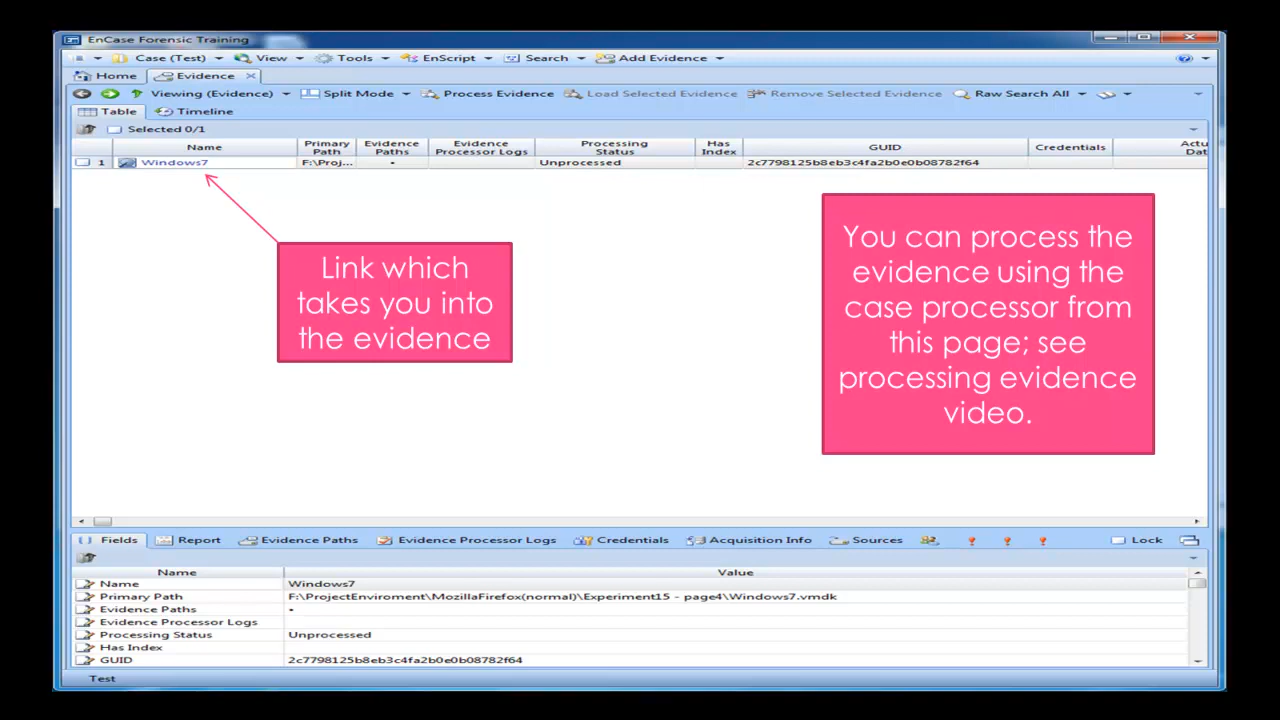 EnCase Forensic Training
Case (Test) View Tools EnScript Search Add Evidence
Home Evidence
Viewing (Evidence) Split Mode Process Evidence Load Selected Evidence Remove Selected Evidence Raw Search All
Table Timeline
Selected 0/1
Name Primary Path Evidence Paths Evidence Processor Logs Processing Status Has Index GUID Credentials Actu Dat
1 Windows7 F:\Proj... • Unprocessed 2c7798125b8eb3c4fa2b0e0b08782f64
Link which
takes you into
the evidence
You can process the
evidence using the
case processor from
this page; see
processing evidence
video.
Fields Report Evidence Paths Evidence Processor Logs Credentials Acquisition Info Sources Lock
Name Value
Name Windows7
Primary Path F:\ProjectEnviroment\MozillaFirefox(normal)\Experiment15 - page4\Windows7.vmdk
Evidence Paths •
Evidence Processor Logs
Processing Status Unprocessed
Has Index
GUID 2c7798125b8eb3c4fa2b0e0b08782f64
Test